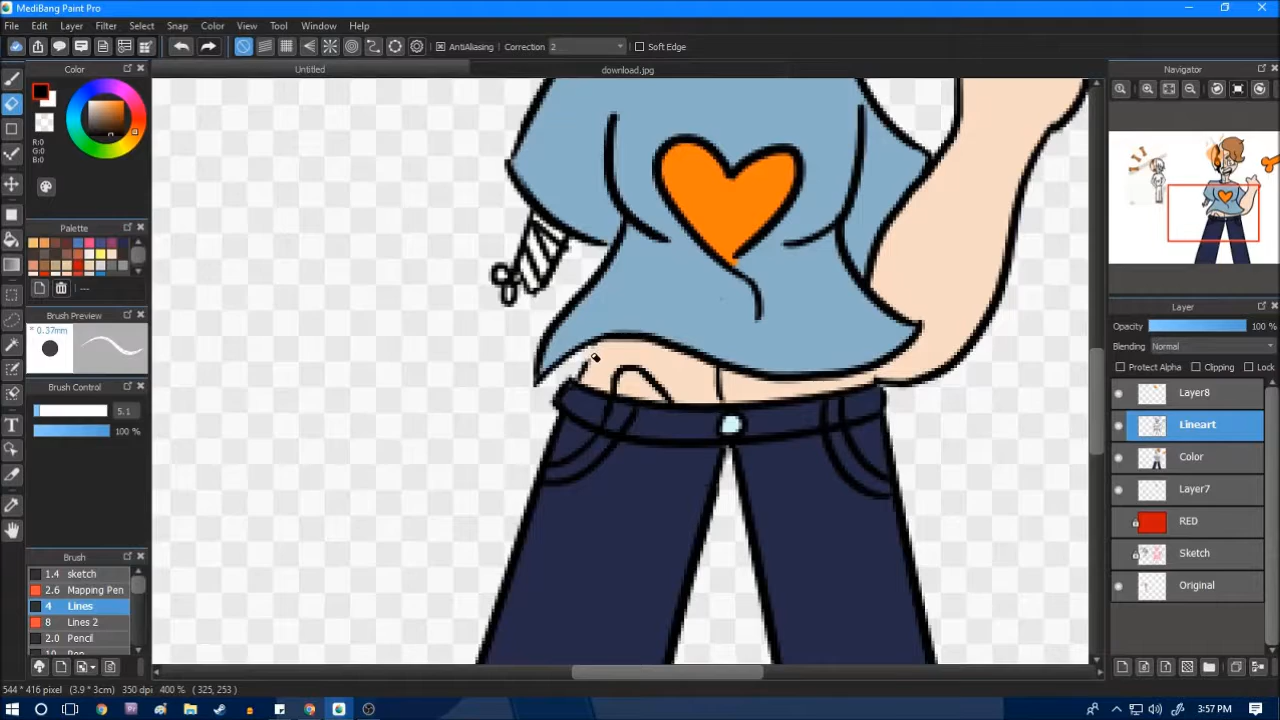 MediBang Paint Pro
File Edit Layer Filter Select Snap Color View Tool Window Help
AntiAliasing Correction 2 Soft Edge
Color
Untitled
download.jpg
Navigator
R:0
G:0
B:0
Palette
---
Brush Preview
* 0.37mm
Brush Control
5.1
100 %
Brush
1.4 sketch
2.6 Mapping Pen
4 Lines
8 Lines 2
2.0 Pencil
10 Pen
Layer
Opacity 100 %
Blending Normal
Protect Alpha Clipping Lock
Layer8
Lineart
Color
Layer7
RED
Sketch
Original
544 * 416 pixel (3.9 * 3.0cm) 350 dpi 400 % ( 325, 253 )
3:57 PM